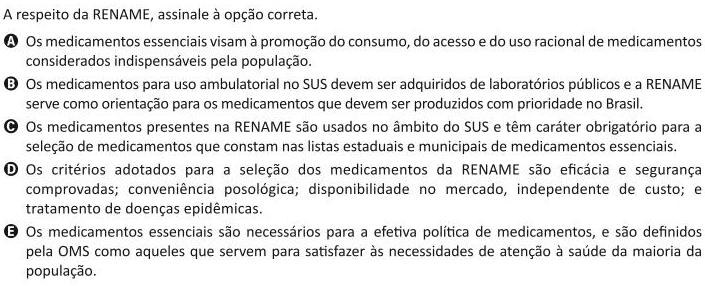 A respeito da RENAME, assinale à opção correta.
A Os medicamentos essenciais visam à promoção do consumo, do acesso e do uso racional de medicamentos
considerados indispensáveis pela população.
B Os medicamentos para uso ambulatorial no SUS devem ser adquiridos de laboratórios públicos e a RENAME
serve como orientação para os medicamentos que devem ser produzidos com prioridade no Brasil.
C Os medicamentos presentes na RENAME são usados no âmbito do SUS e têm caráter obrigatório para a
seleção de medicamentos que constam nas listas estaduais e municipais de medicamentos essenciais.
D Os critérios adotados para a seleção dos medicamentos da RENAME são eficácia e segurança
comprovadas; conveniência posológica; disponibilidade no mercado, independente de custo; e
tratamento de doenças epidêmicas.
E Os medicamentos essenciais são necessários para a efetiva política de medicamentos, e são definidos
pela OMS como aqueles que servem para satisfazer às necessidades de atenção à saúde da maioria da
população.